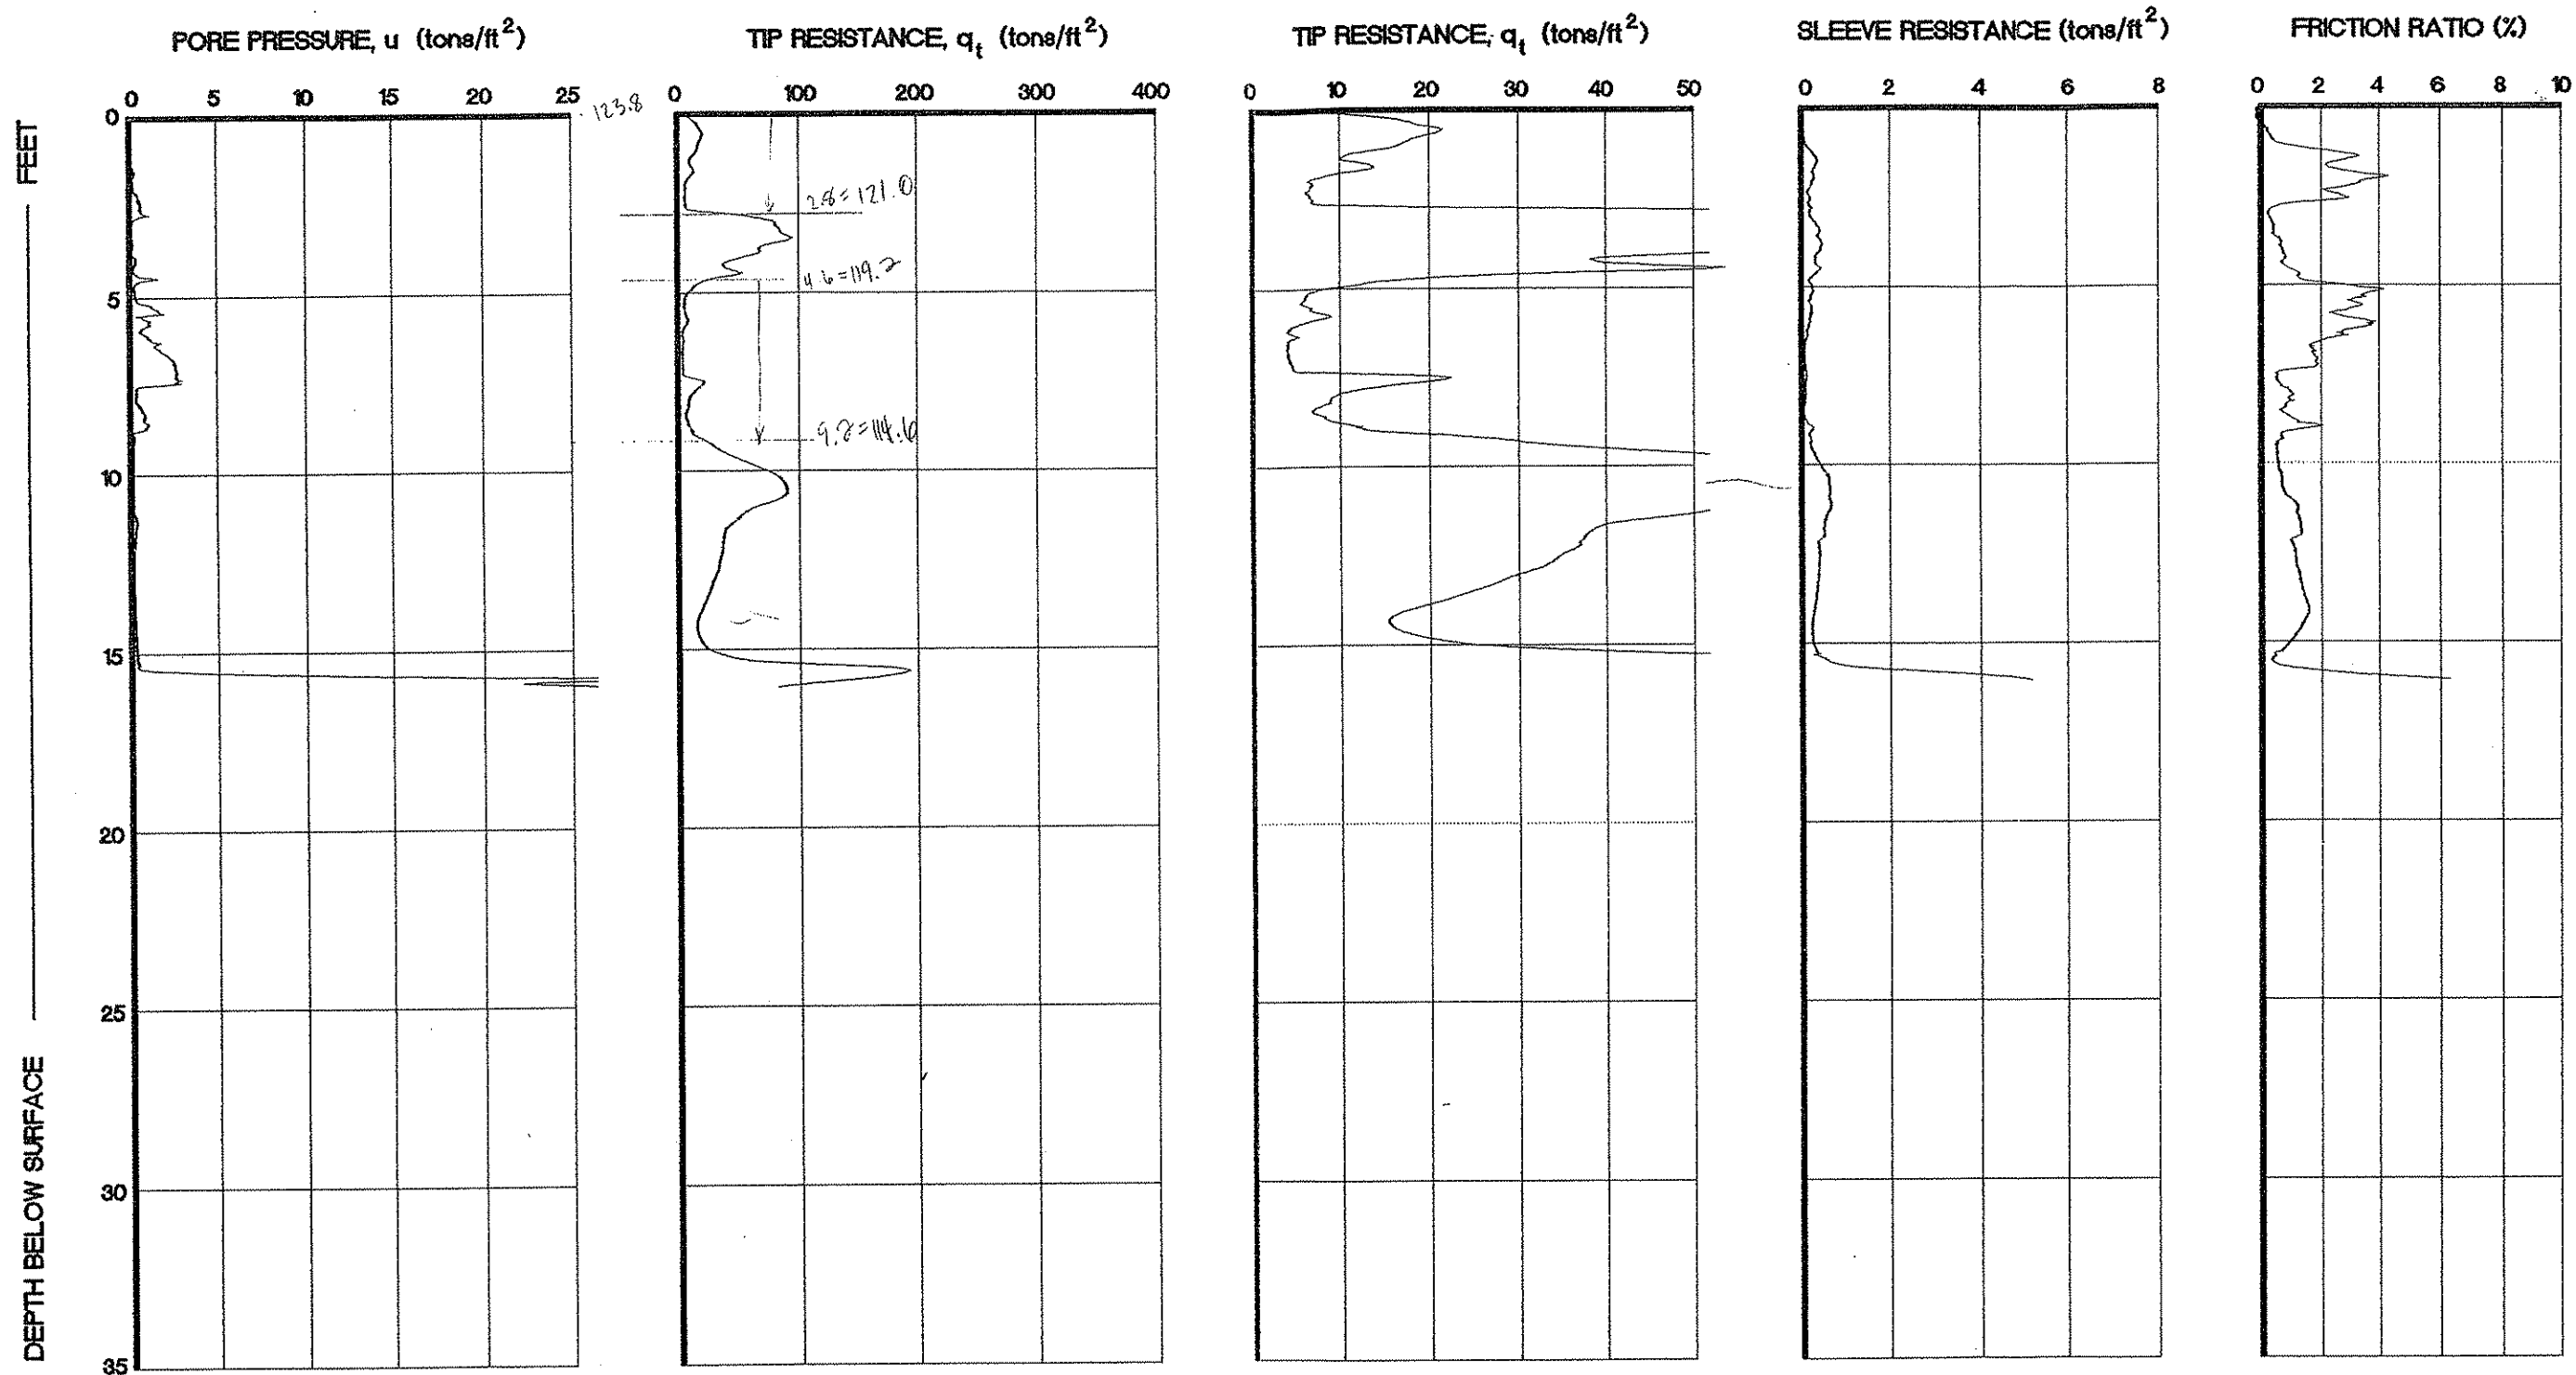 PORE PRESSURE, u (tons/ft²)
TIP RESISTANCE, qt (tons/ft²)
TIP RESISTANCE, qt (tons/ft²)
SLEEVE RESISTANCE (tons/ft²)
FRICTION RATIO (%)
0 5 10 15 20 25
123.8
0 100 200 300 400
0 10 20 30 40 50
0 2 4 6 8
0 2 4 6 8 10
DEPTH BELOW SURFACE FEET
0
5
10
15
20
25
30
35
2.8=121.0
4.6=119.2
9.2=114.6